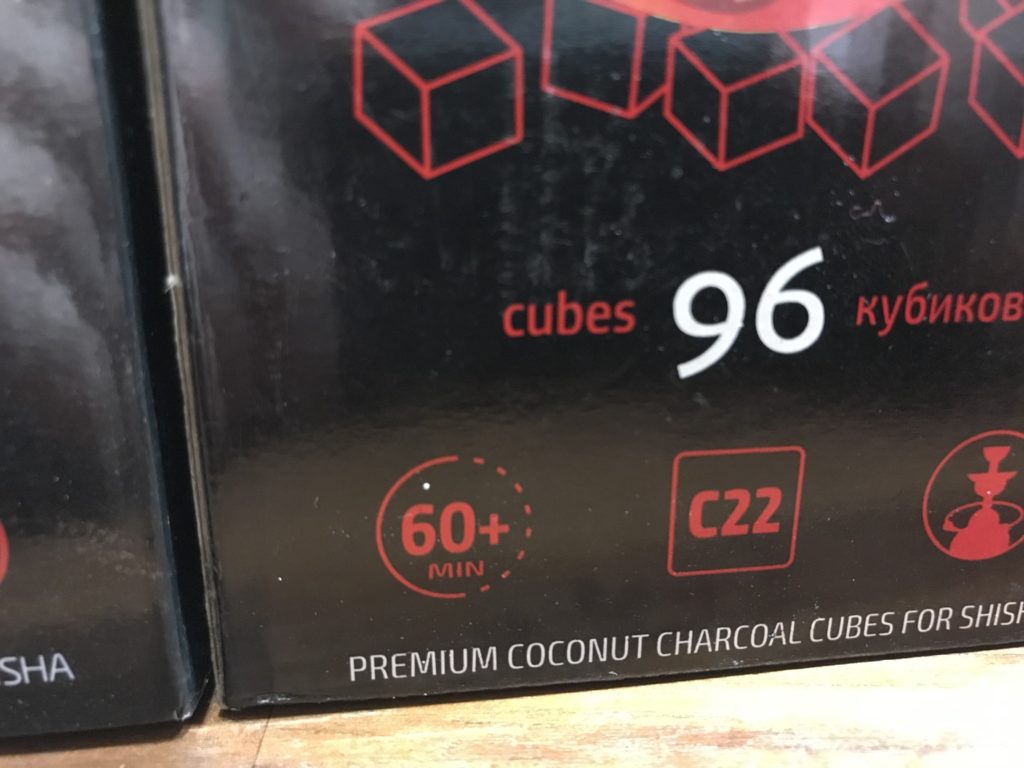 cubes 96 кубиков
60+
MIN
C22
PREMIUM COCONUT CHARCOAL CUBES FOR SHISH
SHA